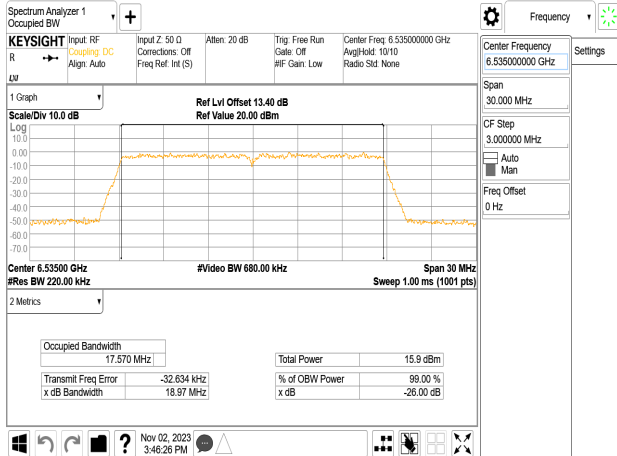 Spectrum Analyzer 1
Occupied BW
+
Frequency
KEYSIGHT
R
LXI
Input: RF
Coupling: DC
Align: Auto
Input Z: 50 Ω
Corrections: Off
Freq Ref: Int (S)
Atten: 20 dB
Trig: Free Run
Gate: Off
#IF Gain: Low
Center Freq: 6.535000000 GHz
Avg|Hold: 10/10
Radio Std: None
Center Frequency
6.535000000 GHz
Settings
Span
30.000 MHz
CF Step
3.000000 MHz
Auto
Man
Freq Offset
0 Hz
1 Graph
Scale/Div 10.0 dB
Ref Lvl Offset 13.40 dB
Ref Value 20.00 dBm
Log
10.0
0.00
-10.0
-20.0
-30.0
-40.0
-50.0
-60.0
-70.0
Center 6.53500 GHz
#Video BW 680.00 kHz
Span 30 MHz
#Res BW 220.00 kHz
Sweep 1.00 ms (1001 pts)
2 Metrics
Occupied Bandwidth
17.570 MHz
Total Power 15.9 dBm
Transmit Freq Error -32.634 kHz
% of OBW Power 99.00 %
x dB Bandwidth 18.97 MHz
x dB -26.00 dB
?
Nov 02, 2023
3:46:26 PM